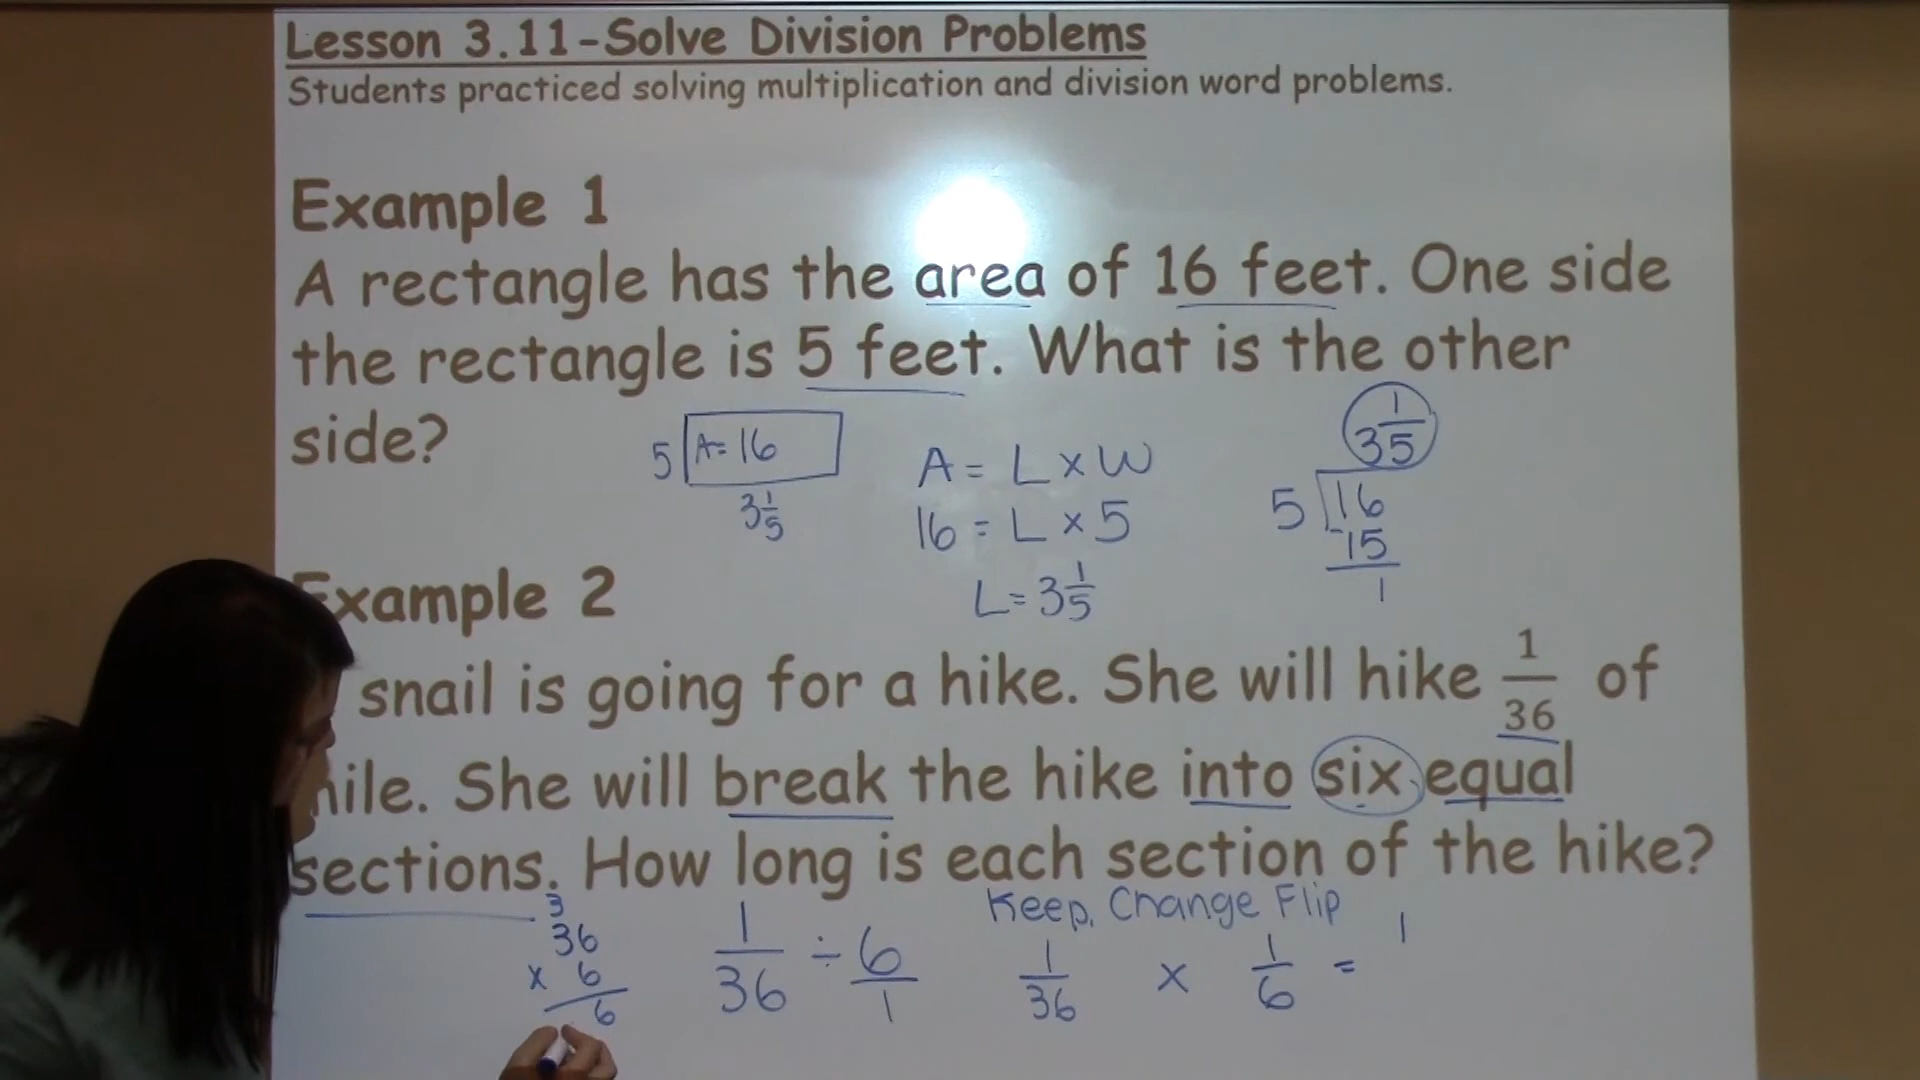 Lesson 3.11-Solve Division Problems
Students practiced solving multiplication and division word problems.
Example 1
A rectangle has the area of 16 feet. One side
the rectangle is 5 feet. What is the other
side?
5 A=16
3 1/5
A = L x W
16 = L x 5
L = 3 1/5
3 1/5
5 16
-15
1
Example 2
snail is going for a hike. She will hike 1/36 of
mile. She will break the hike into six equal
sections. How long is each section of the hike?
3
36
x 6
6
1/36 ÷ 6/1
Keep, Change Flip
1/36 x 1/6 = 1